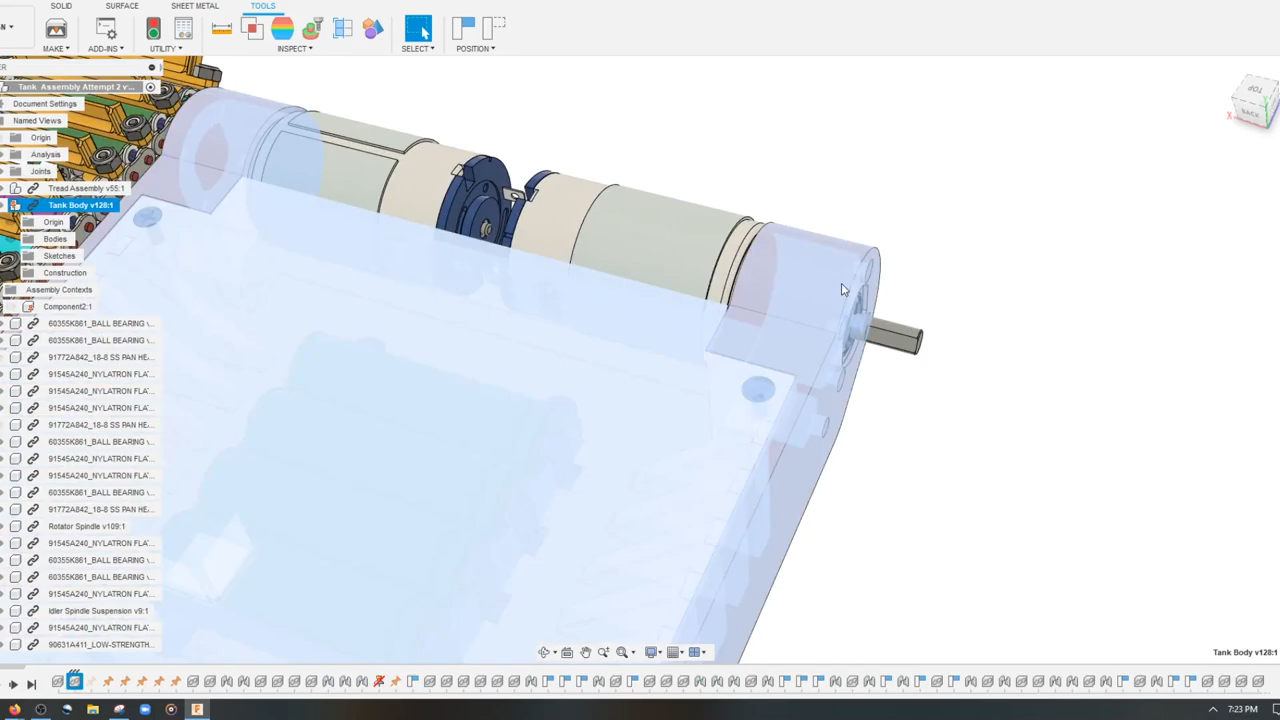 SOLID SURFACE SHEET METAL TOOLS
MAKE ADD-INS UTILITY INSPECT SELECT POSITION
Tank Assembly Attempt 2 v...
Document Settings
Named Views
Origin
Analysis
Joints
Tread Assembly v55:1
Tank Body v128:1
Origin
Bodies
Sketches
Construction
Assembly Contexts
Component2:1
60355K861_BALL BEARING v...
60355K861_BALL BEARING v...
91772A842_18-8 SS PAN HE...
91545A240_NYLATRON FLA...
91545A240_NYLATRON FLA...
91545A240_NYLATRON FLA...
91772A842_18-8 SS PAN HE...
60355K861_BALL BEARING v...
91545A240_NYLATRON FLA...
91545A240_NYLATRON FLA...
60355K861_BALL BEARING v...
91772A842_18-8 SS PAN HE...
Rotator Spindle v109:1
91545A240_NYLATRON FLA...
60355K861_BALL BEARING v...
60355K861_BALL BEARING v...
91545A240_NYLATRON FLA...
Idler Spindle Suspension v9:1
91545A240_NYLATRON FLA...
90631A411_LOW-STRENGTH...
TOP
BACK
X
Tank Body v128:1
7:23 PM